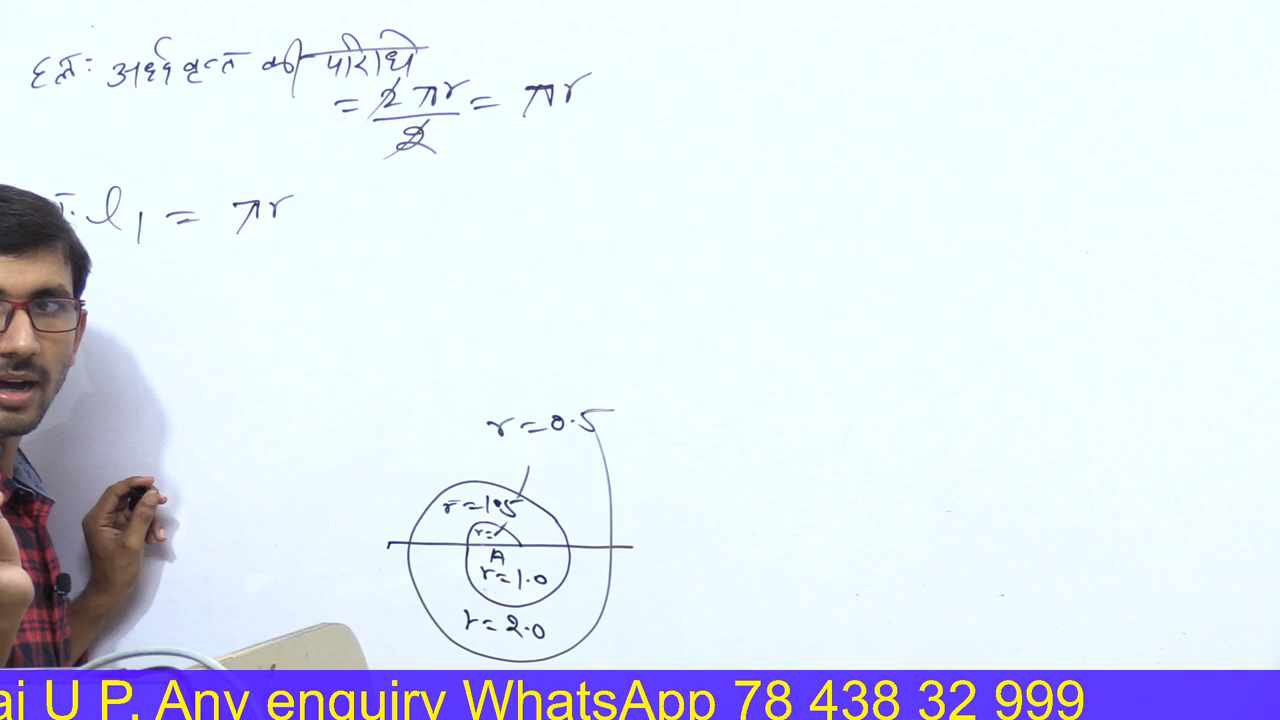 हल: अर्धवृत्त की परिधि
= 2πr/2 = πr
l₁ = πr
r = 0.5
r = 1.5
r =
A
r = 1.0
r = 2.0
ai U P. Any enquiry WhatsApp 78 438 32 999